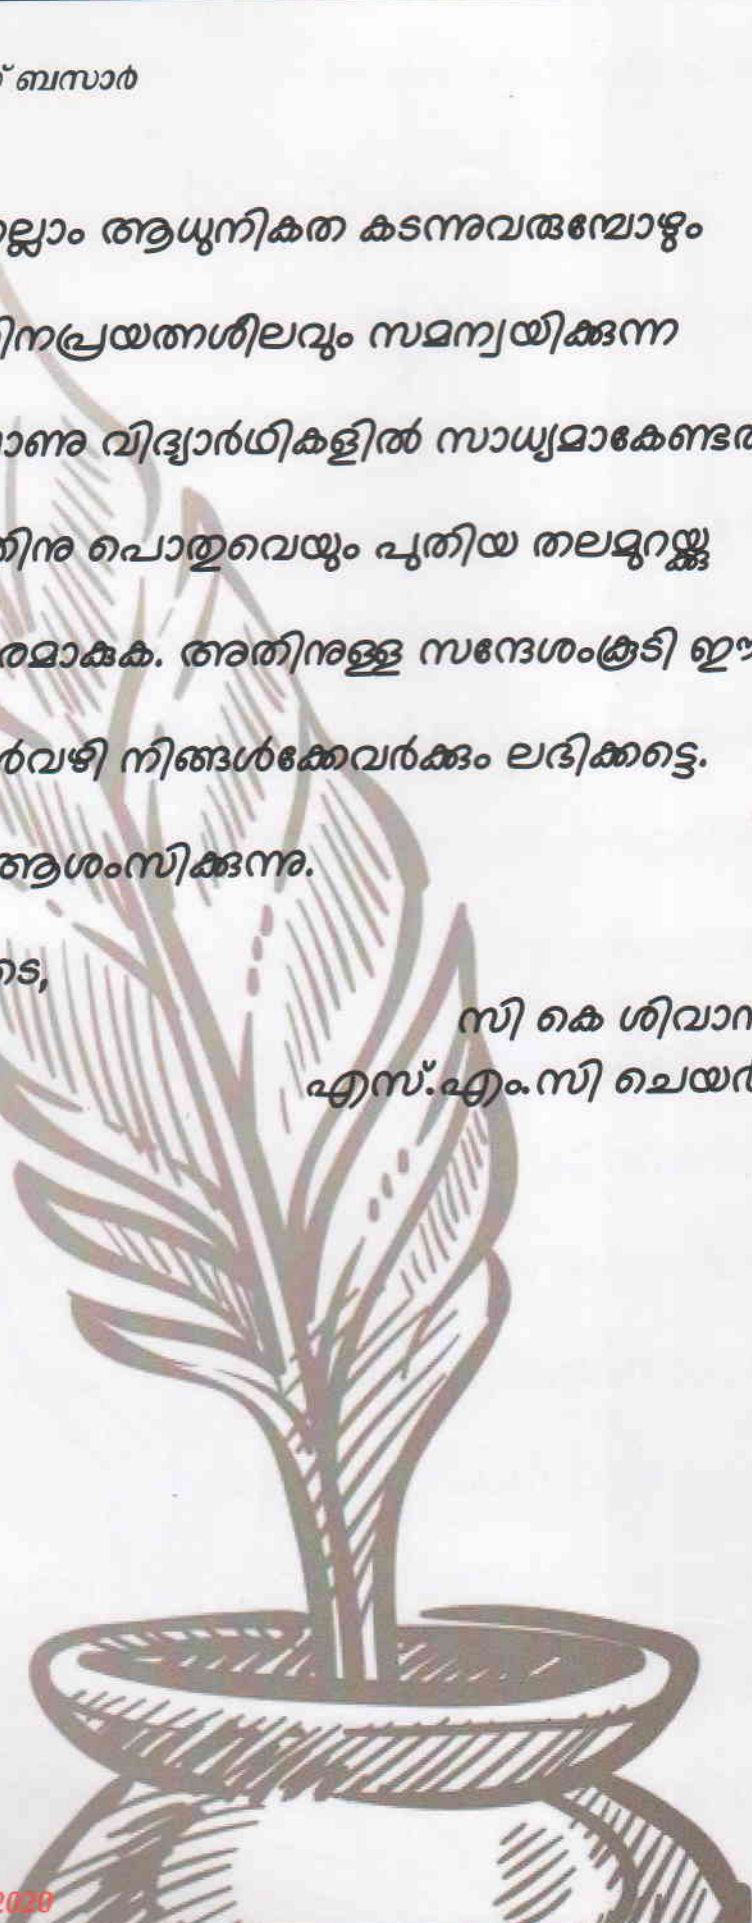 ് ബസാർ
ല്ലാം ആധുനികത കടന്നുവരുമ്പോഴും
ിനപ്രയത്നശീലവും സമന്വയിക്കുന്ന
ാണു വിദ്യാർഥികളിൽ സാധ്യമാകേണ്ടത
തിനു പൊതുവെയും പുതിയ തലമുറയ്ക്കു
രമാകുക. അതിനുള്ള സന്ദേശംകൂടി ഈ
ർവഴി നിങ്ങൾക്കേവർക്കും ലഭിക്കട്ടെ.
ആശംസിക്കുന്നു.
ടെ,
സി കെ ശിവാന
എസ്.എം.സി ചെയർ
2020